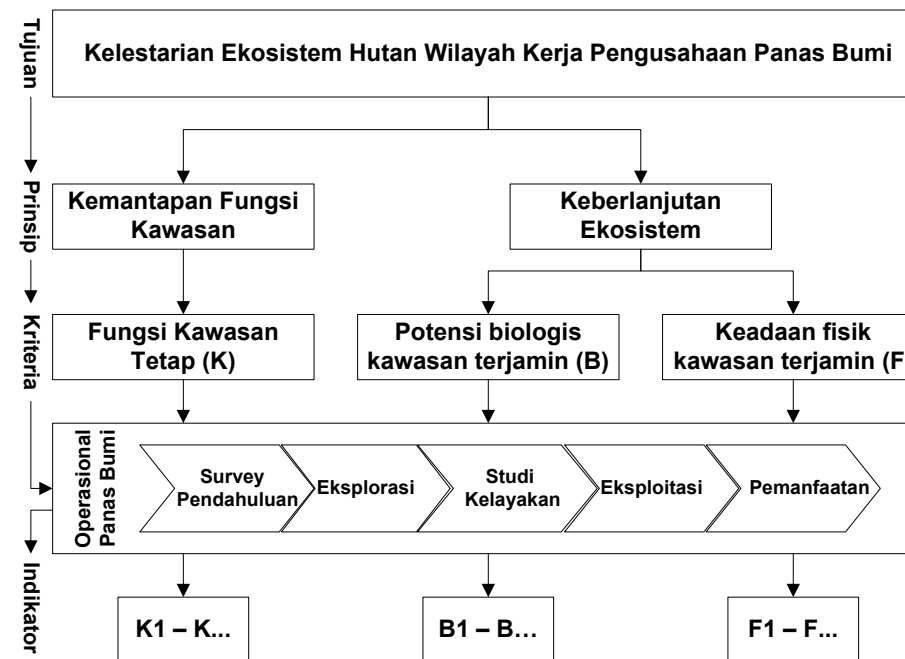 Tujuan
Kelestarian Ekosistem Hutan Wilayah Kerja Pengusahaan Panas Bumi
Prinsip
Kemantapan Fungsi
Kawasan
Keberlanjutan
Ekosistem
Kriteria
Fungsi Kawasan
Tetap (K)
Potensi biologis
kawasan terjamin (B)
Keadaan fisik
kawasan terjamin (F
Operasional
Panas Bumi
Survey
Pendahuluan
Eksplorasi
Studi
Kelayakan
Eksploitasi
Pemanfaatan
Indikator
K1 – K...
B1 – B...
F1 – F...